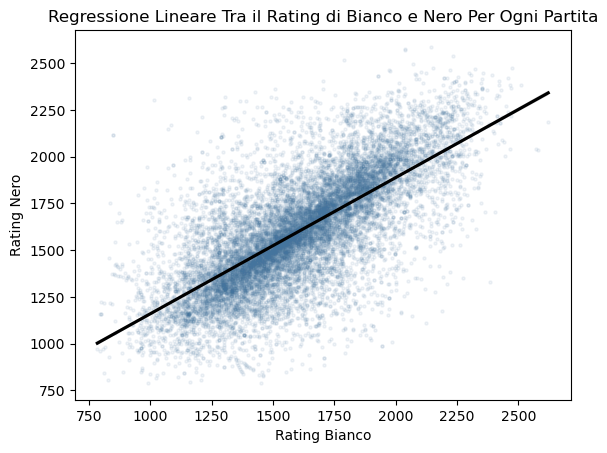 Regressione Lineare Tra il Rating di Bianco e Nero Per Ogni Partita
2500
2250
2000
1750
1500
1250
1000
750
Rating Nero
750 1000 1250 1500 1750 2000 2250 2500
Rating Bianco